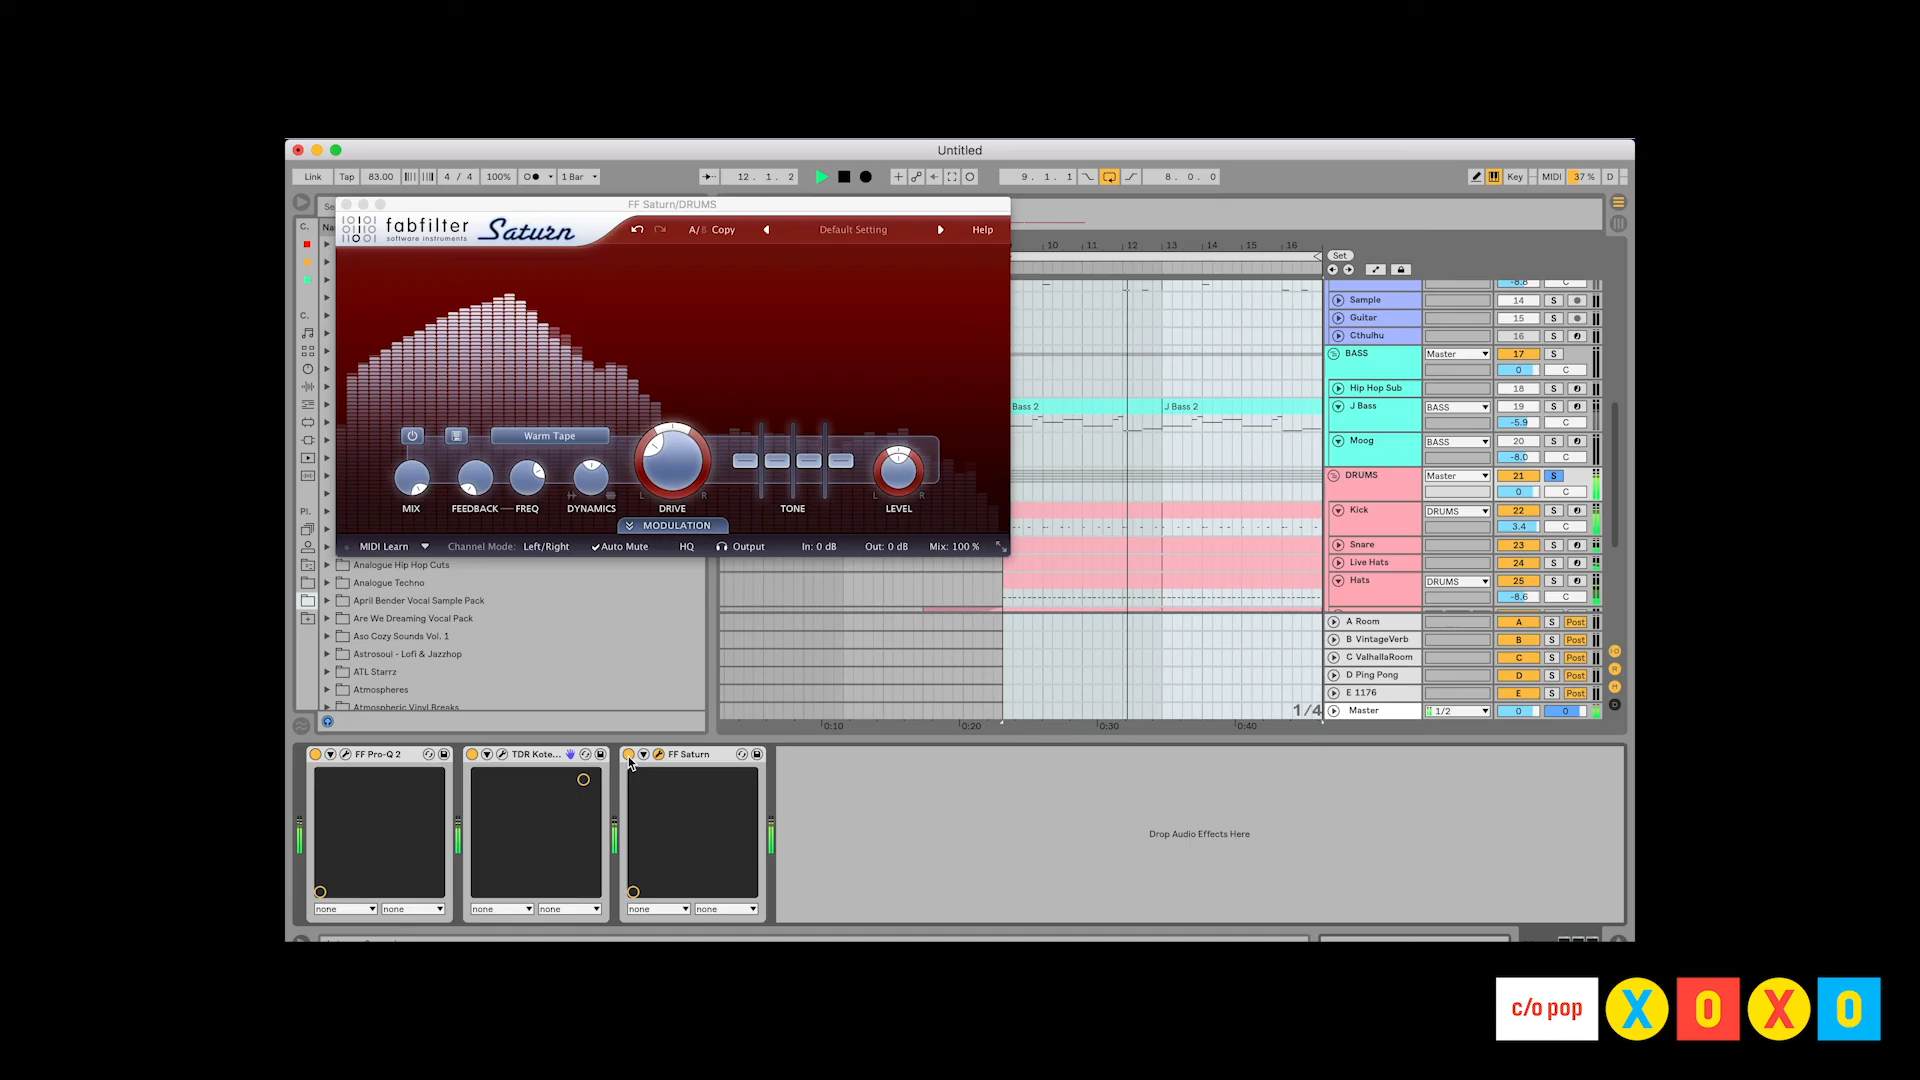 Untitled
Link Tap 83.00 4 / 4 100% 1 Bar 12. 1. 2 9. 1. 1 8. 0. 0 Key MIDI 37 % D
FF Saturn/DRUMS
fabfilter
software instruments
Saturn
A/B Copy Default Setting Help
Warm Tape
L R L R
MIX FEEDBACK FREQ DYNAMICS DRIVE TONE LEVEL
MODULATION
MIDI Learn Channel Mode: Left/Right Auto Mute HQ Output In: 0 dB Out: 0 dB Mix: 100 %
Se
C. Na
C.
Pl.
Analogue Hip Hop Cuts
Analogue Techno
April Bender Vocal Sample Pack
Are We Dreaming Vocal Pack
Aso Cozy Sounds Vol. 1
Astrosoul - Lofi & Jazzhop
ATL Starrz
Atmospheres
Atmospheric Vinyl Breaks
10 11 12 13 14 15 16
Bass 2 J Bass 2
0:10 0:20 0:30 0:40
1/4
Set
-8.8 C
Sample 14 S
Guitar 15 S
Cthulhu 16 S
BASS Master 17 S
0 C
Hip Hop Sub 18 S
J Bass BASS 19 S
-5.9 C
Moog BASS 20 S
-8.0 C
DRUMS Master 21 S
0 C
Kick DRUMS 22 S
3.4 C
Snare 23 S
Live Hats 24 S
Hats DRUMS 25 S
-8.6 C
A Room A S Post
B VintageVerb B S Post
C ValhallaRoom C S Post
D Ping Pong D S Post
E 1176 E S Post
Master 1/2 0 0
FF Pro-Q 2 TDR Kote... FF Saturn
none none none none none none
Drop Audio Effects Here
c/o pop X O X O